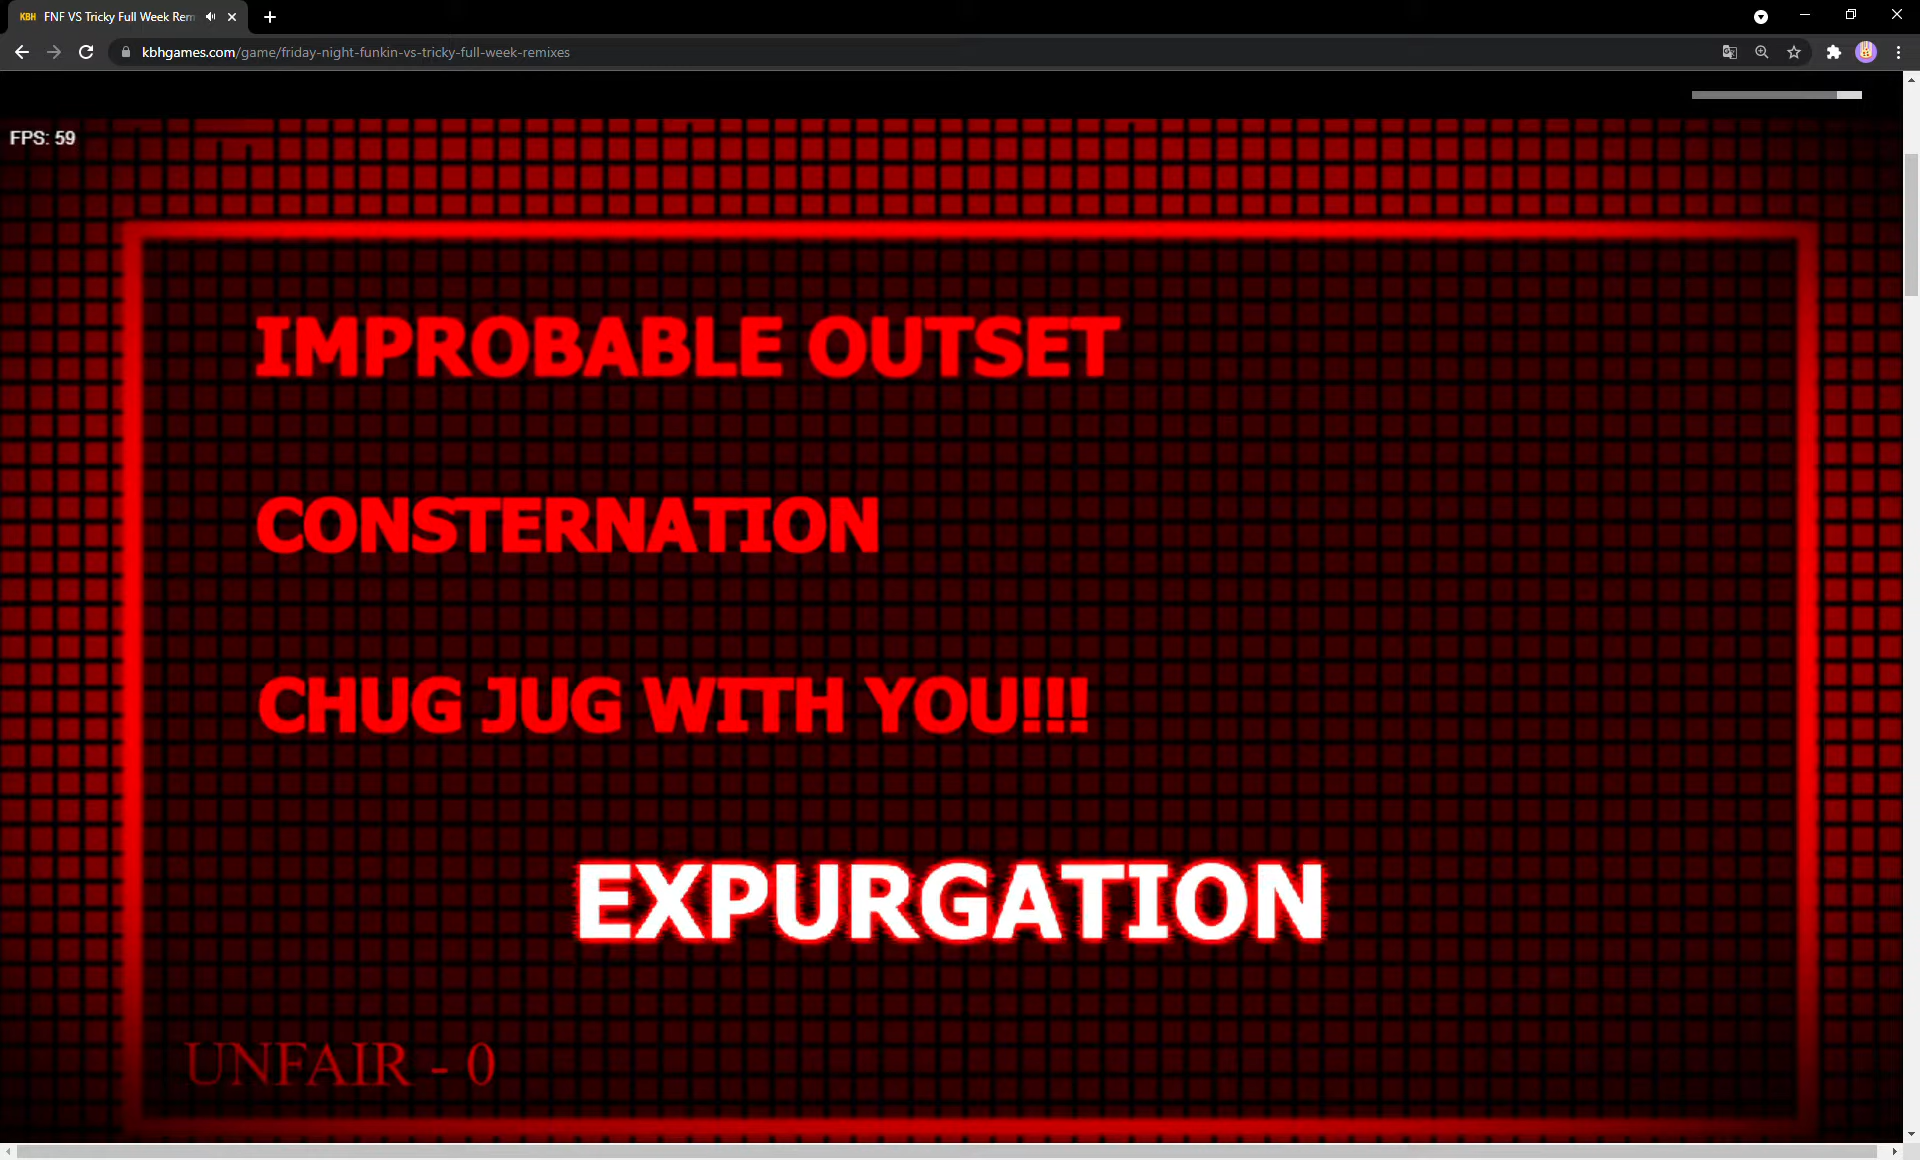 KBH FNF VS Tricky Full Week Rem
kbhgames.com/game/friday-night-funkin-vs-tricky-full-week-remixes
FPS: 59
IMPROBABLE OUTSET
CONSTERNATION
CHUG JUG WITH YOU!!!
EXPURGATION
UNFAIR - 0